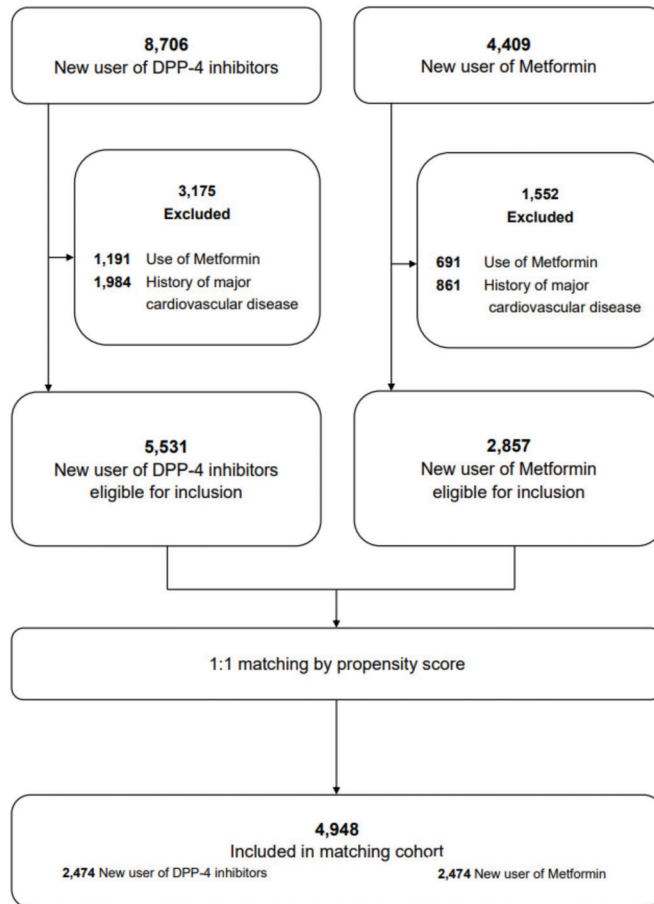 8,706
New user of DPP-4 inhibitors
4,409
New user of Metformin
3,175
Excluded
1,191 Use of Metformin
1,984 History of major
cardiovascular disease
1,552
Excluded
691 Use of Metformin
861 History of major
cardiovascular disease
5,531
New user of DPP-4 inhibitors
eligible for inclusion
2,857
New user of Metformin
eligible for inclusion
1:1 matching by propensity score
4,948
Included in matching cohort
2,474 New user of DPP-4 inhibitors
2,474 New user of Metformin